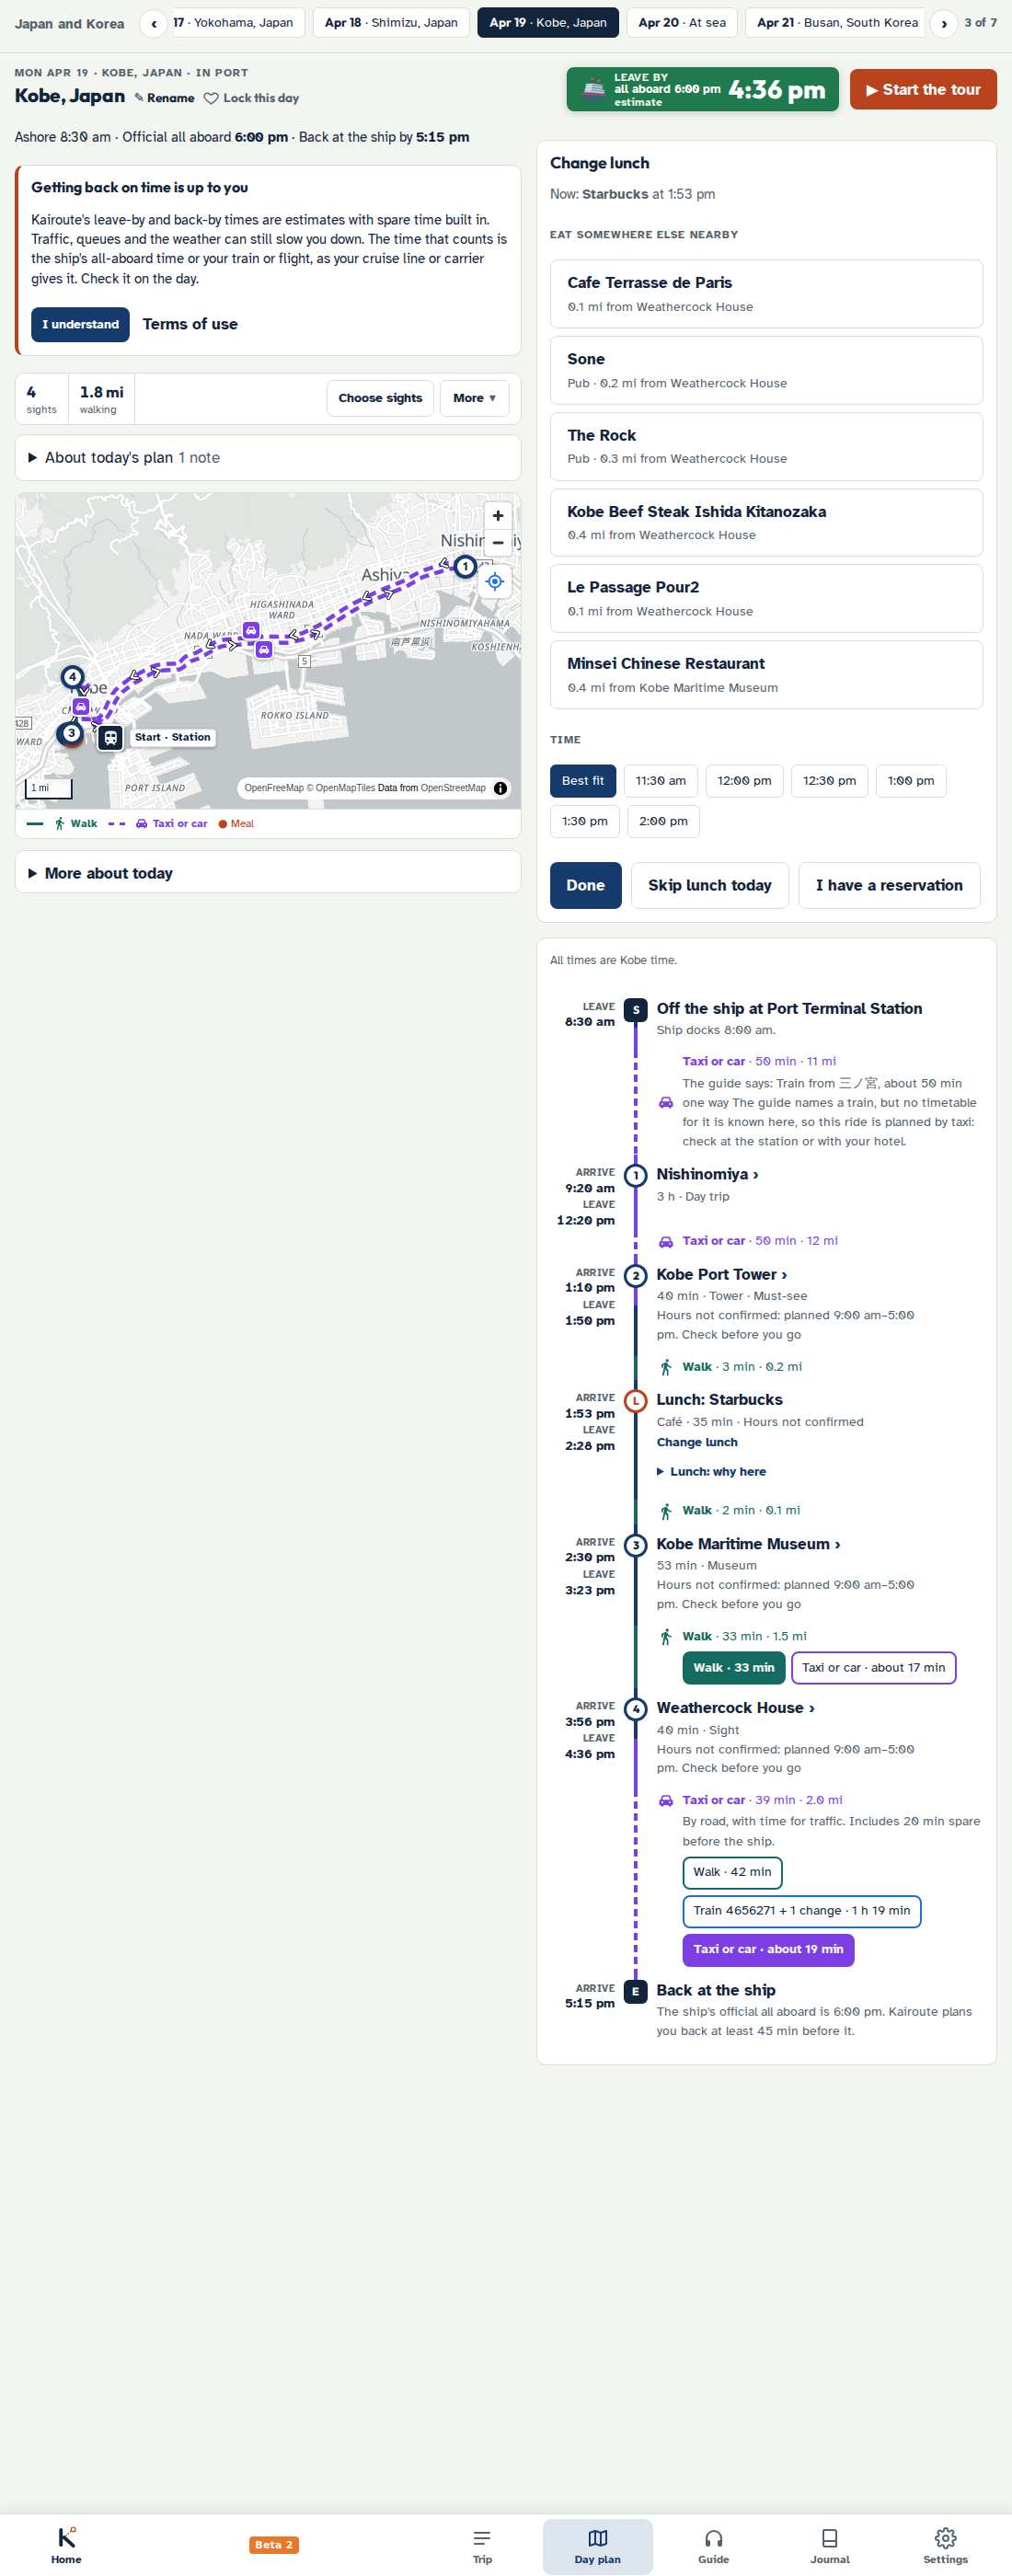 Japan and Korea
‹
17 · Yokohama, Japan
Apr 18 · Shimizu, Japan
Apr 19 · Kobe, Japan
Apr 20 · At sea
Apr 21 · Busan, South Korea
›
3 of 7
MON APR 19 · KOBE, JAPAN · IN PORT
Kobe, Japan
Rename
Lock this day
LEAVE BY
all aboard 6:00 pm
estimate
4:36 pm
▶ Start the tour
Ashore 8:30 am · Official all aboard 6:00 pm · Back at the ship by 5:15 pm
Getting back on time is up to you
Kairoute's leave-by and back-by times are estimates with spare time built in.
Traffic, queues and the weather can still slow you down. The time that counts is
the ship's all-aboard time or your train or flight, as your cruise line or carrier
gives it. Check it on the day.
I understand
Terms of use
4
sights
1.8 mi
walking
Choose sights
More ▼
▶ About today's plan 1 note
+
−
Ashiya
1
HIGASHINADA
WARD
NADA WARD
NISHINOMIYAHAMA
南芦屋浜
KOSHIENH
5
4
428
WARD
3
Start · Station
ROKKO ISLAND
PORT ISLAND
1 mi
OpenFreeMap © OpenMapTiles Data from OpenStreetMap
Walk
Taxi or car
Meal
▶ More about today
Change lunch
Now: Starbucks at 1:53 pm
EAT SOMEWHERE ELSE NEARBY
Cafe Terrasse de Paris
0.1 mi from Weathercock House
Sone
Pub · 0.2 mi from Weathercock House
The Rock
Pub · 0.3 mi from Weathercock House
Kobe Beef Steak Ishida Kitanozaka
0.4 mi from Weathercock House
Le Passage Pour2
0.1 mi from Weathercock House
Minsei Chinese Restaurant
0.4 mi from Kobe Maritime Museum
TIME
Best fit
11:30 am
12:00 pm
12:30 pm
1:00 pm
1:30 pm
2:00 pm
Done
Skip lunch today
I have a reservation
All times are Kobe time.
LEAVE
8:30 am
S
Off the ship at Port Terminal Station
Ship docks 8:00 am.
Taxi or car · 50 min · 11 mi
The guide says: Train from 三ノ宮, about 50 min
one way The guide names a train, but no timetable
for it is known here, so this ride is planned by taxi:
check at the station or with your hotel.
ARRIVE
9:20 am
LEAVE
12:20 pm
1
Nishinomiya ›
3 h · Day trip
Taxi or car · 50 min · 12 mi
ARRIVE
1:10 pm
LEAVE
1:50 pm
2
Kobe Port Tower ›
40 min · Tower · Must-see
Hours not confirmed: planned 9:00 am–5:00
pm. Check before you go
Walk · 3 min · 0.2 mi
ARRIVE
1:53 pm
LEAVE
2:28 pm
L
Lunch: Starbucks
Café · 35 min · Hours not confirmed
Change lunch
▶ Lunch: why here
Walk · 2 min · 0.1 mi
ARRIVE
2:30 pm
LEAVE
3:23 pm
3
Kobe Maritime Museum ›
53 min · Museum
Hours not confirmed: planned 9:00 am–5:00
pm. Check before you go
Walk · 33 min · 1.5 mi
Walk · 33 min
Taxi or car · about 17 min
ARRIVE
3:56 pm
LEAVE
4:36 pm
4
Weathercock House ›
40 min · Sight
Hours not confirmed: planned 9:00 am–5:00
pm. Check before you go
Taxi or car · 39 min · 2.0 mi
By road, with time for traffic. Includes 20 min spare
before the ship.
Walk · 42 min
Train 4656271 + 1 change · 1 h 19 min
Taxi or car · about 19 min
ARRIVE
5:15 pm
E
Back at the ship
The ship's official all aboard is 6:00 pm. Kairoute plans
you back at least 45 min before it.
Home
Beta 2
Trip
Day plan
Guide
Journal
Settings